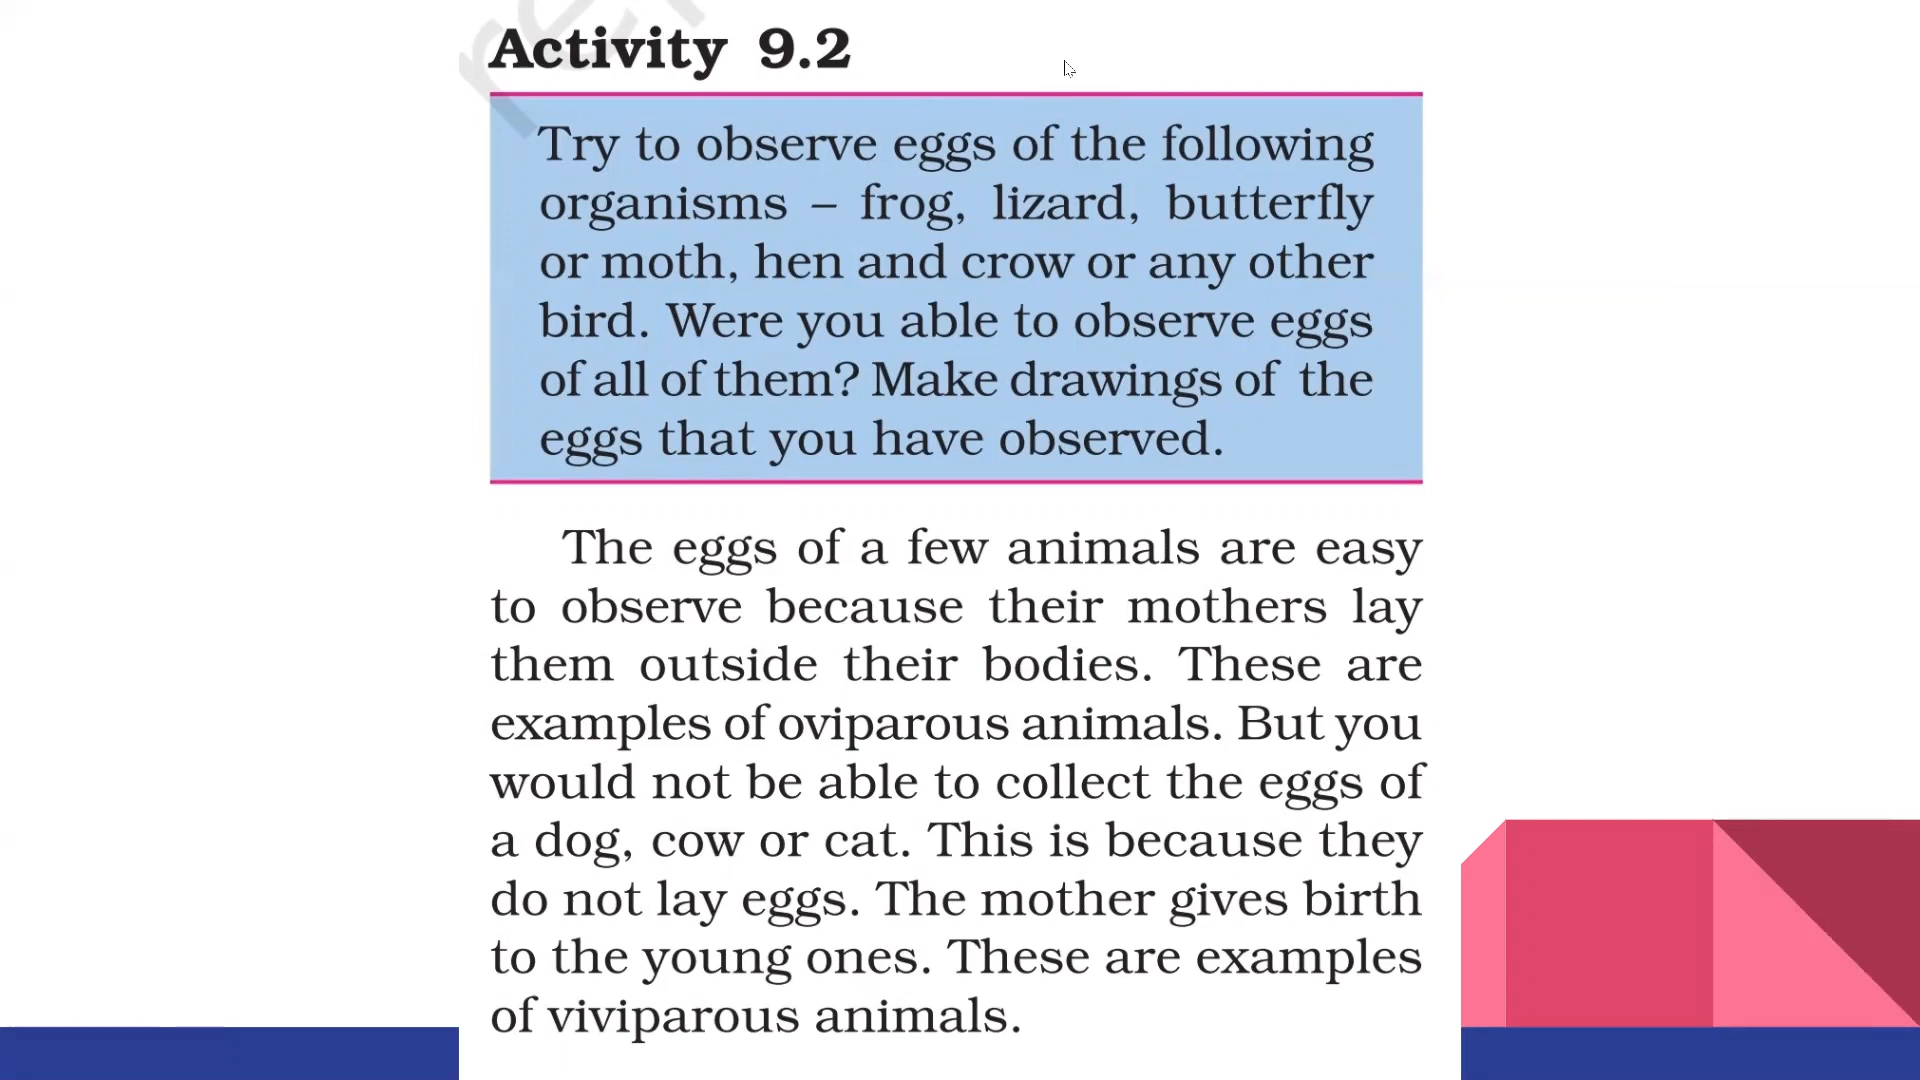 Activity 9.2
Try to observe eggs of the following
organisms – frog, lizard, butterfly
or moth, hen and crow or any other
bird. Were you able to observe eggs
of all of them? Make drawings of the
eggs that you have observed.
The eggs of a few animals are easy
to observe because their mothers lay
them outside their bodies. These are
examples of oviparous animals. But you
would not be able to collect the eggs of
a dog, cow or cat. This is because they
do not lay eggs. The mother gives birth
to the young ones. These are examples
of viviparous animals.